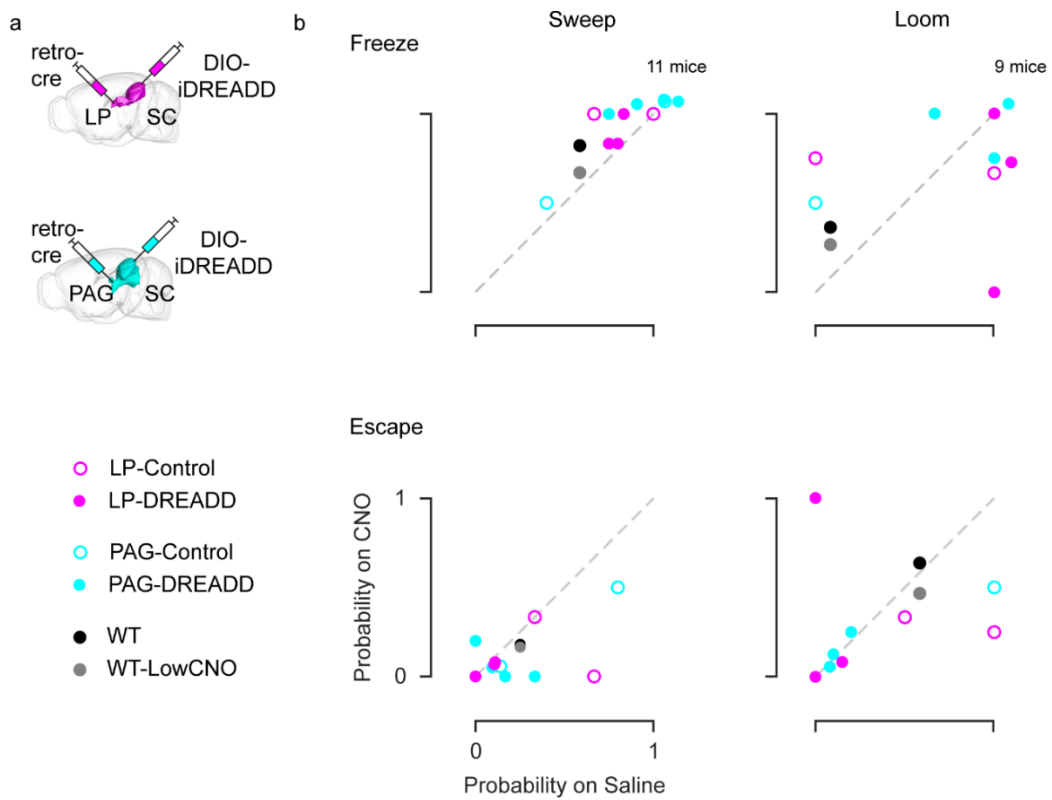 a
retro-
cre
DIO-
iDREADD
LP
SC
retro-
cre
DIO-
iDREADD
PAG
SC
LP-Control
LP-DREADD
PAG-Control
PAG-DREADD
WT
WT-LowCNO
b
Sweep
Loom
Freeze
11 mice
9 mice
Escape
Probability on CNO
1
0
0
1
Probability on Saline